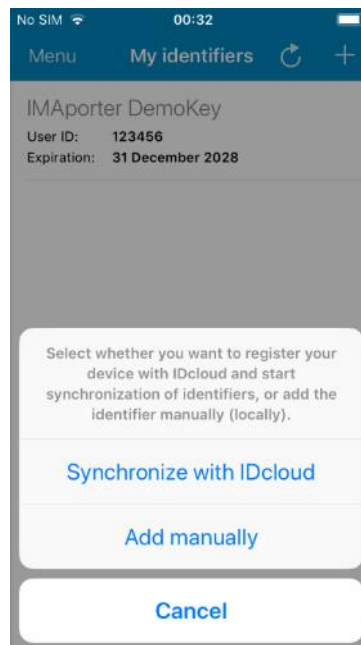 No SIM 00:32
Menu My identifiers
IMAporter DemoKey
User ID: 123456
Expiration: 31 December 2028
Select whether you want to register your
device with IDcloud and start
synchronization of identifiers, or add the
identifier manually (locally).
Synchronize with IDcloud
Add manually
Cancel